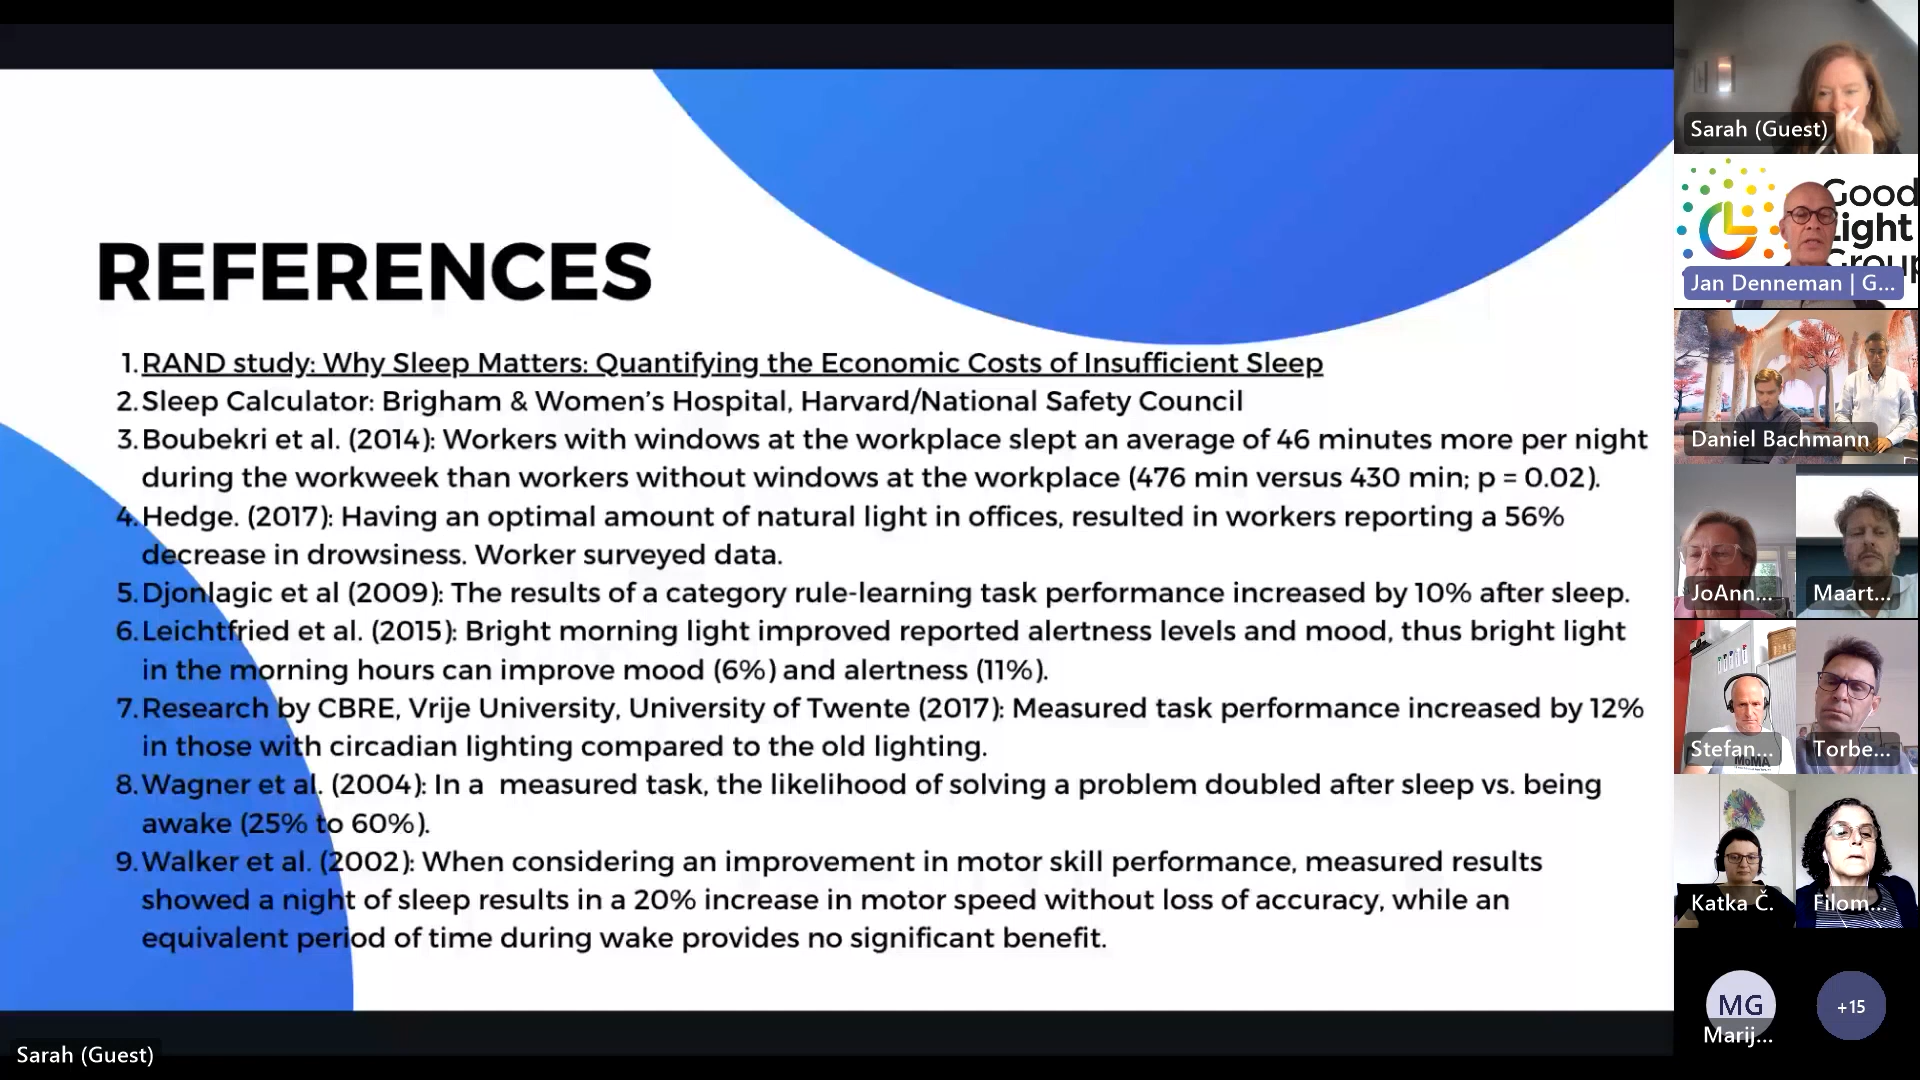 REFERENCES
1. RAND study: Why Sleep Matters: Quantifying the Economic Costs of Insufficient Sleep
2. Sleep Calculator: Brigham & Women’s Hospital, Harvard/National Safety Council
3. Boubekri et al. (2014): Workers with windows at the workplace slept an average of 46 minutes more per night
during the workweek than workers without windows at the workplace (476 min versus 430 min; p = 0.02).
4. Hedge. (2017): Having an optimal amount of natural light in offices, resulted in workers reporting a 56%
decrease in drowsiness. Worker surveyed data.
5. Djonlagic et al (2009): The results of a category rule-learning task performance increased by 10% after sleep.
6. Leichtfried et al. (2015): Bright morning light improved reported alertness levels and mood, thus bright light
in the morning hours can improve mood (6%) and alertness (11%).
7. Research by CBRE, Vrije University, University of Twente (2017): Measured task performance increased by 12%
in those with circadian lighting compared to the old lighting.
8. Wagner et al. (2004): In a  measured task, the likelihood of solving a problem doubled after sleep vs. being
awake (25% to 60%).
9. Walker et al. (2002): When considering an improvement in motor skill performance, measured results
showed a night of sleep results in a 20% increase in motor speed without loss of accuracy, while an
equivalent period of time during wake provides no significant benefit.
Sarah (Guest)
Sarah (Guest)
Good
Light
Group
Jan Denneman | G...
Daniel Bachmann
JoAnn...
Maart...
Stefan...
MoMA
Torbe...
Katka Č.
Filom...
MG
Marij...
+15